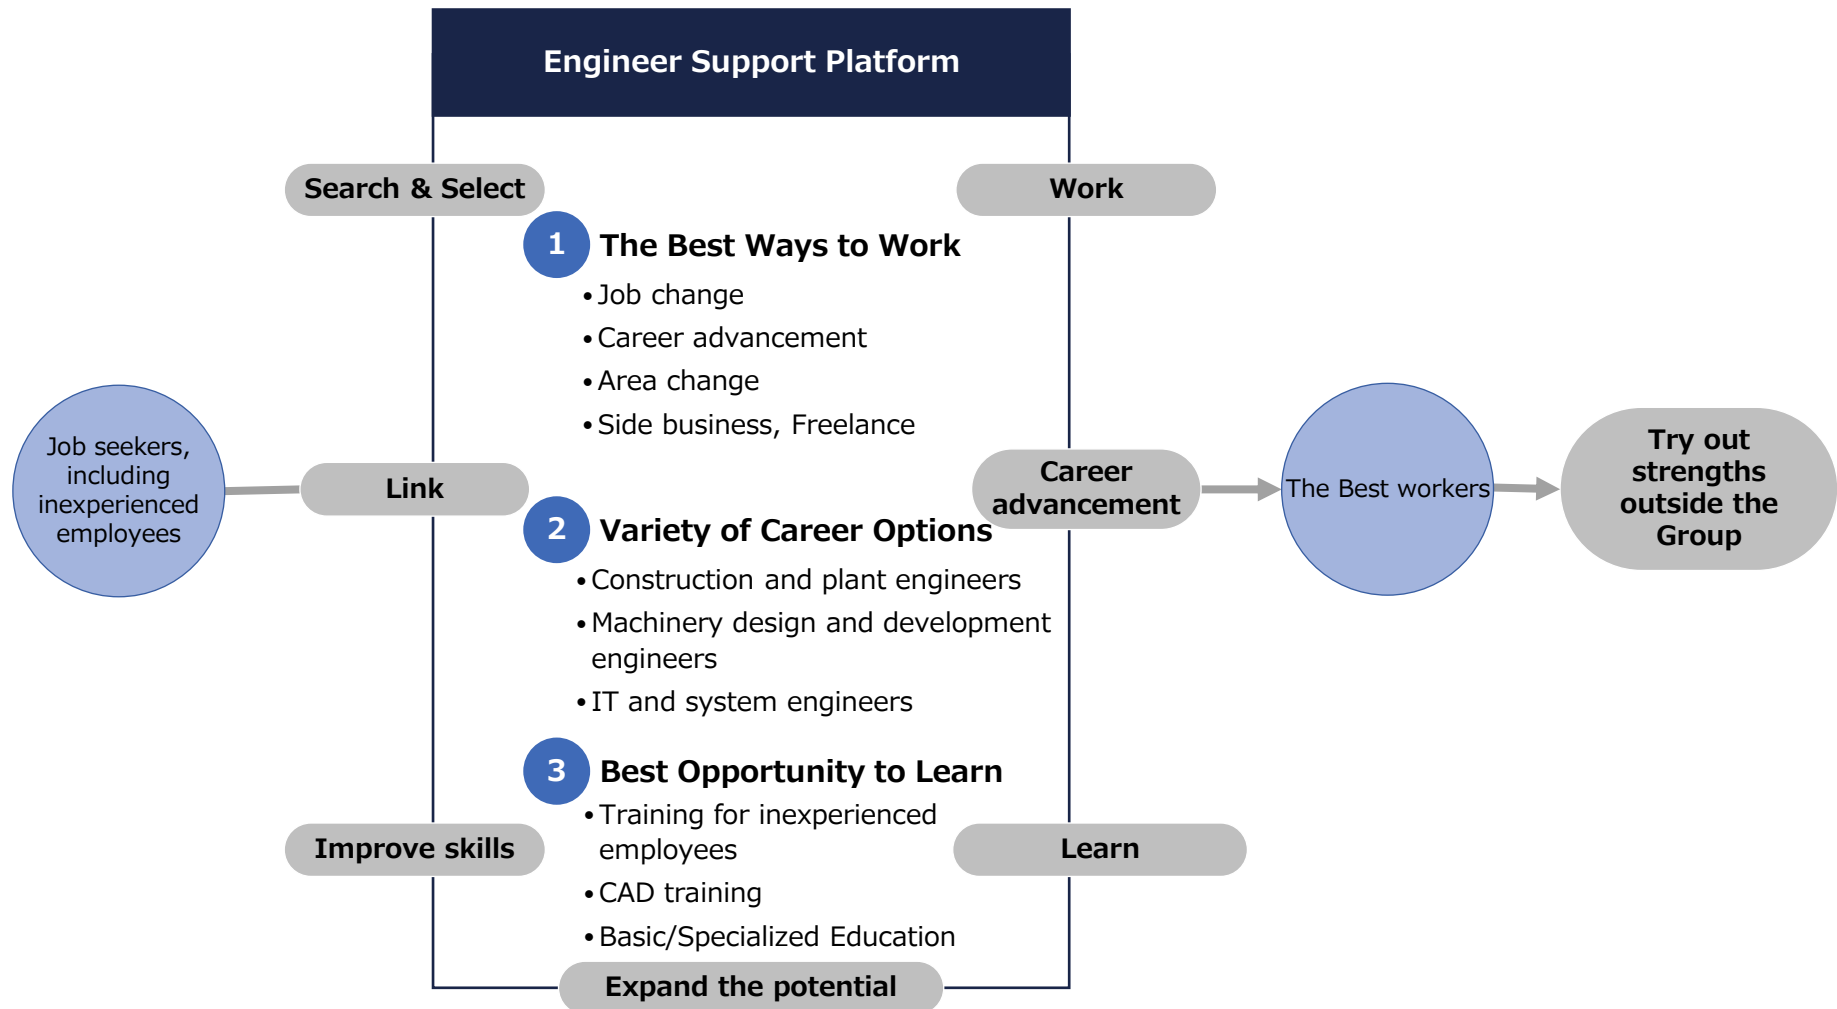 Engineer Support Platform
Search & Select
Work
1 The Best Ways to Work
•Job change
•Career advancement
•Area change
•Side business, Freelance
Job seekers,
including
inexperienced
employees
Link
Career
advancement
The Best workers
Try out
strengths
outside the
Group
2 Variety of Career Options
•Construction and plant engineers
•Machinery design and development
engineers
•IT and system engineers
3 Best Opportunity to Learn
•Training for inexperienced
employees
•CAD training
•Basic/Specialized Education
Improve skills
Learn
Expand the potential